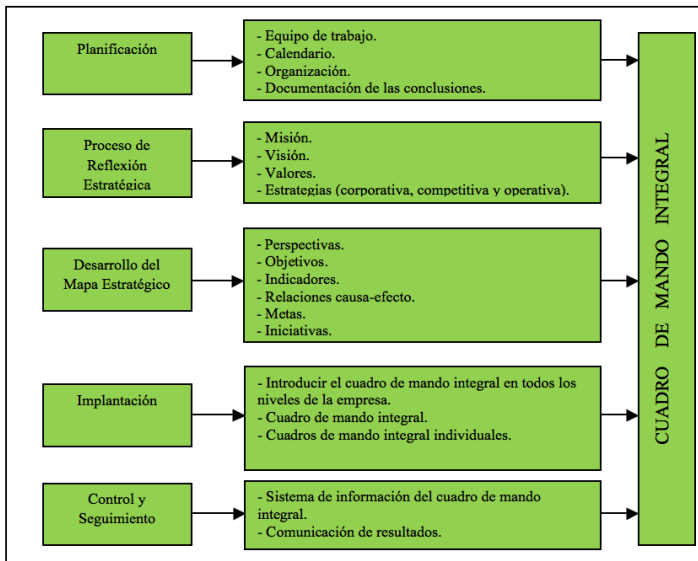 Planificación
- Equipo de trabajo.
- Calendario.
- Organización.
- Documentación de las conclusiones.
Proceso de
Reflexión
Estratégica
- Misión.
- Visión.
- Valores.
- Estrategias (corporativa, competitiva y operativa).
Desarrollo del
Mapa Estratégico
- Perspectivas.
- Objetivos.
- Indicadores.
- Relaciones causa-efecto.
- Metas.
- Iniciativas.
Implantación
- Introducir el cuadro de mando integral en todos los
niveles de la empresa.
- Cuadro de mando integral.
- Cuadros de mando integral individuales.
Control y
Seguimiento
- Sistema de información del cuadro de mando
integral.
- Comunicación de resultados.
CUADRO DE MANDO INTEGRAL